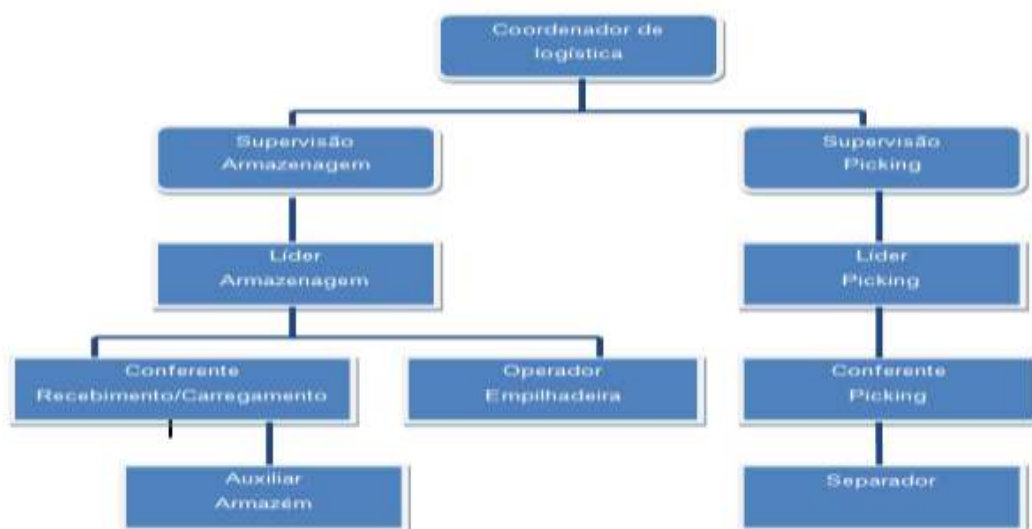 Coordenador de
logística
Supervisão
Armazenagem
Supervisão
Picking
Líder
Armazenagem
Líder
Picking
Conferente
Recebimento/Carregamento
Operador
Empilhadeira
Conferente
Picking
Auxiliar
Armazém
Separador